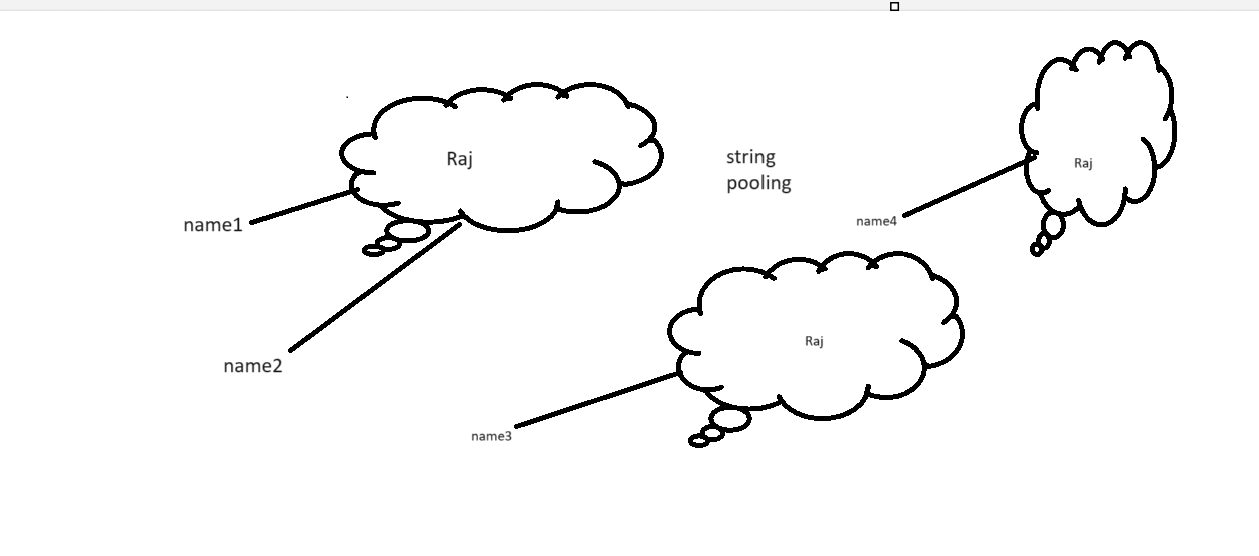 Raj
string
pooling
Raj
name1
name4
Raj
name2
name3